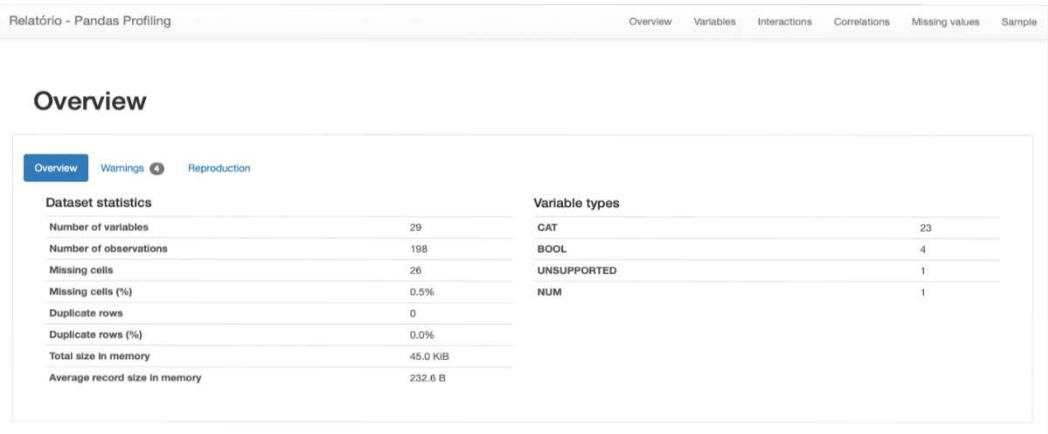 Relatório - Pandas Profiling Overview Variables Interactions Correlations Missing values Sample
Overview
Overview Warnings 4 Reproduction
Dataset statistics
Number of variables 29
Number of observations 198
Missing cells 26
Missing cells (%) 0.5%
Duplicate rows 0
Duplicate rows (%) 0.0%
Total size in memory 45.0 KiB
Average record size in memory 232.6 B
Variable types
CAT 23
BOOL 4
UNSUPPORTED 1
NUM 1